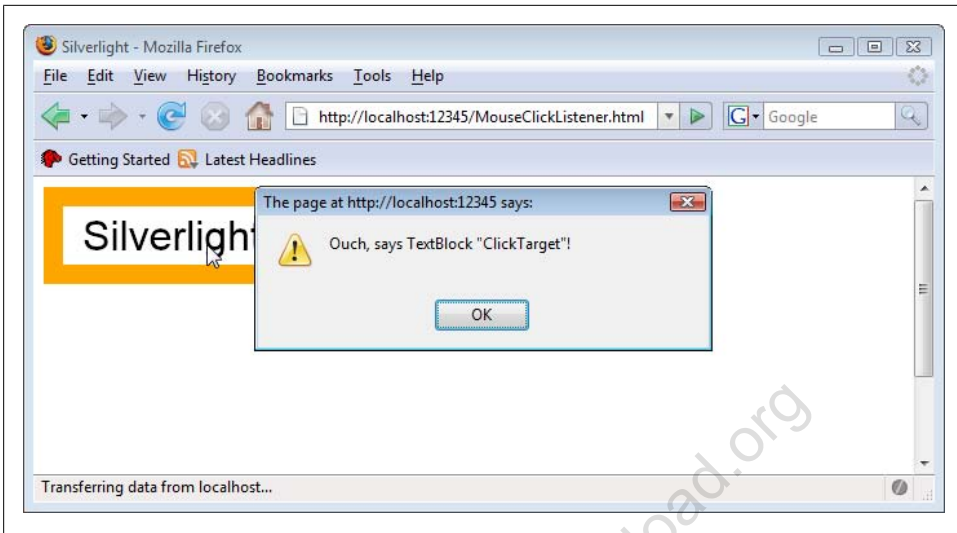 Silverlight - Mozilla Firefox
File Edit View History Bookmarks Tools Help
http://localhost:12345/MouseClickListener.html G Google
Getting Started Latest Headlines
The page at http://localhost:12345 says:
Silverlight
Ouch, says TextBlock "ClickTarget"!
OK
Transferring data from localhost...